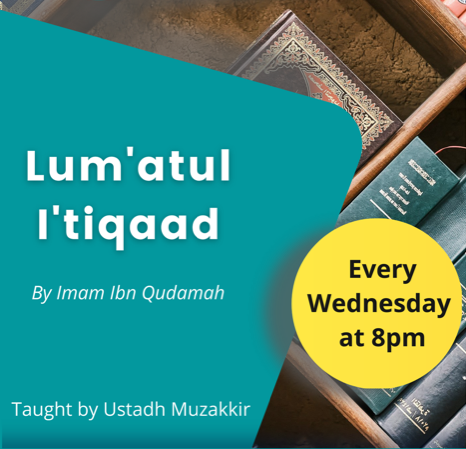 Lum'atul
I'tiqaad
By Imam Ibn Qudamah
Every
Wednesday
at 8pm
Taught by Ustadh Muzakkir